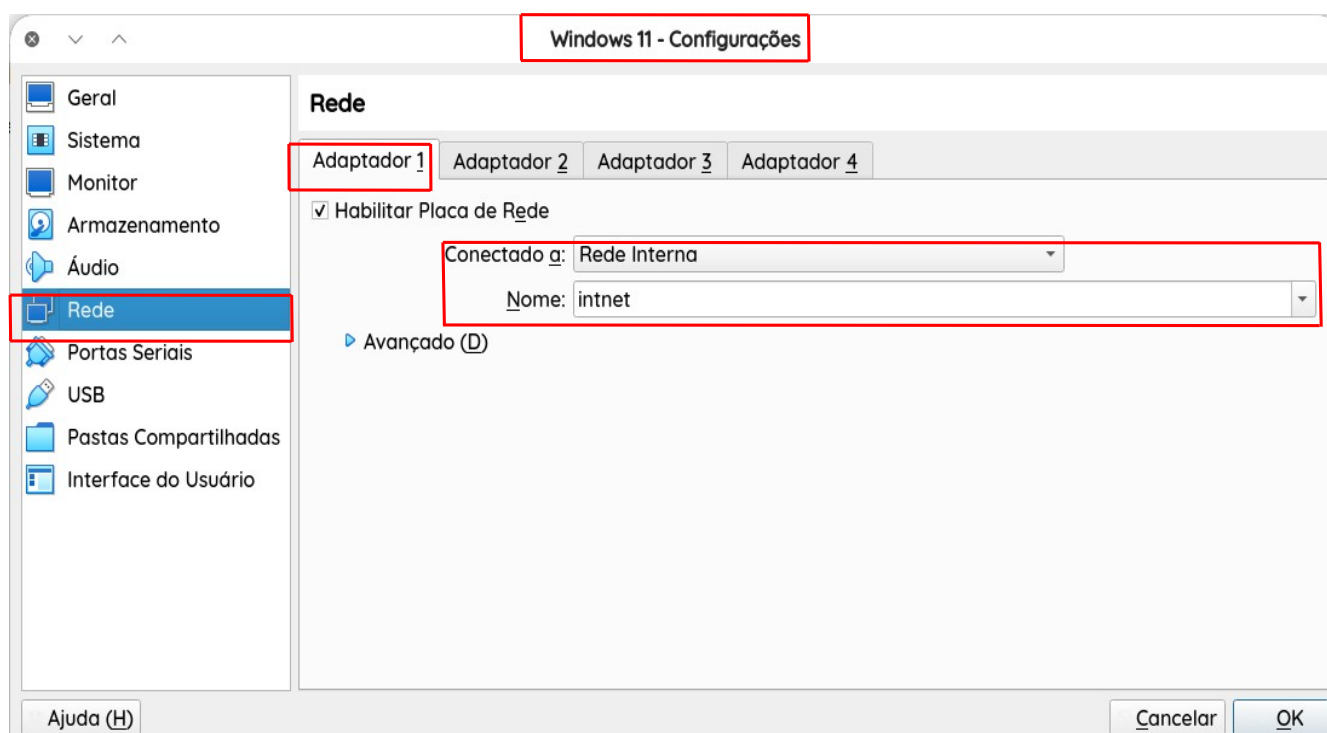 Windows 11 - Configurações
Geral
Sistema
Monitor
Armazenamento
Áudio
Rede
Portas Seriais
USB
Pastas Compartilhadas
Interface do Usuário
Rede
Adaptador 1 Adaptador 2 Adaptador 3 Adaptador 4
Habilitar Placa de Rede
Conectado a: Rede Interna
Nome: intnet
Avançado (D)
Ajuda (H) Cancelar OK